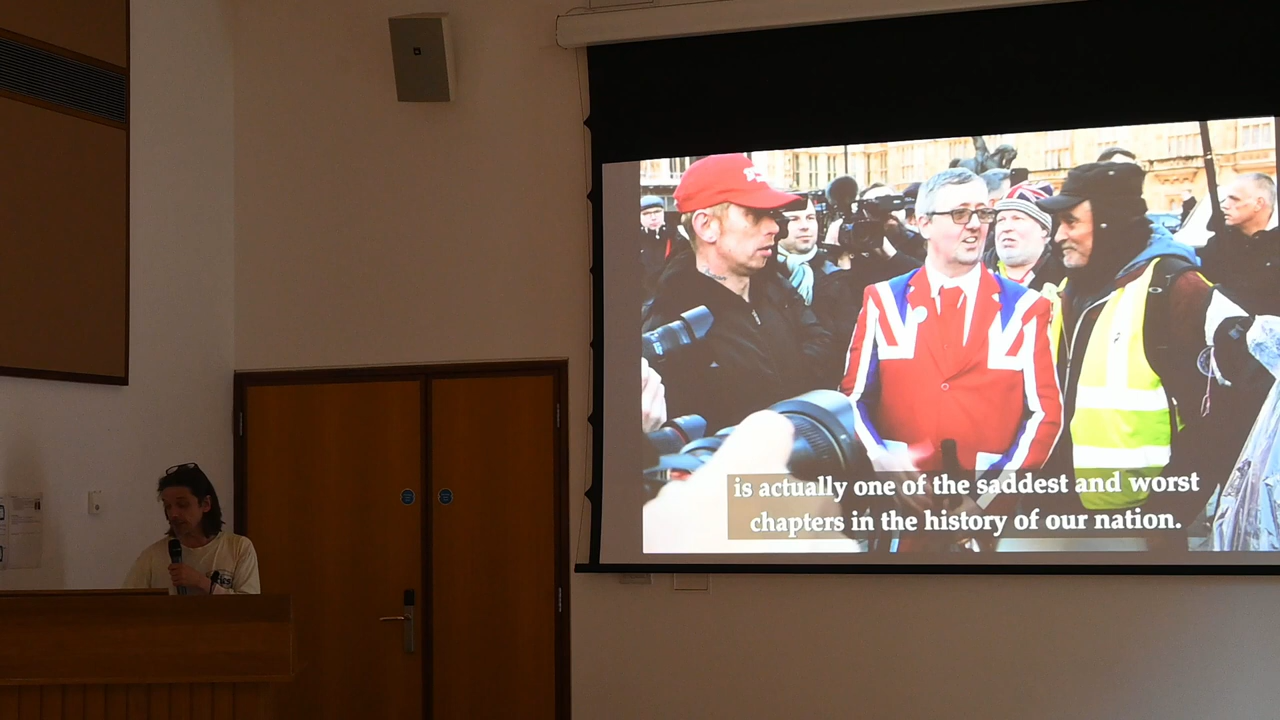 is actually one of the saddest and worst
chapters in the history of our nation.